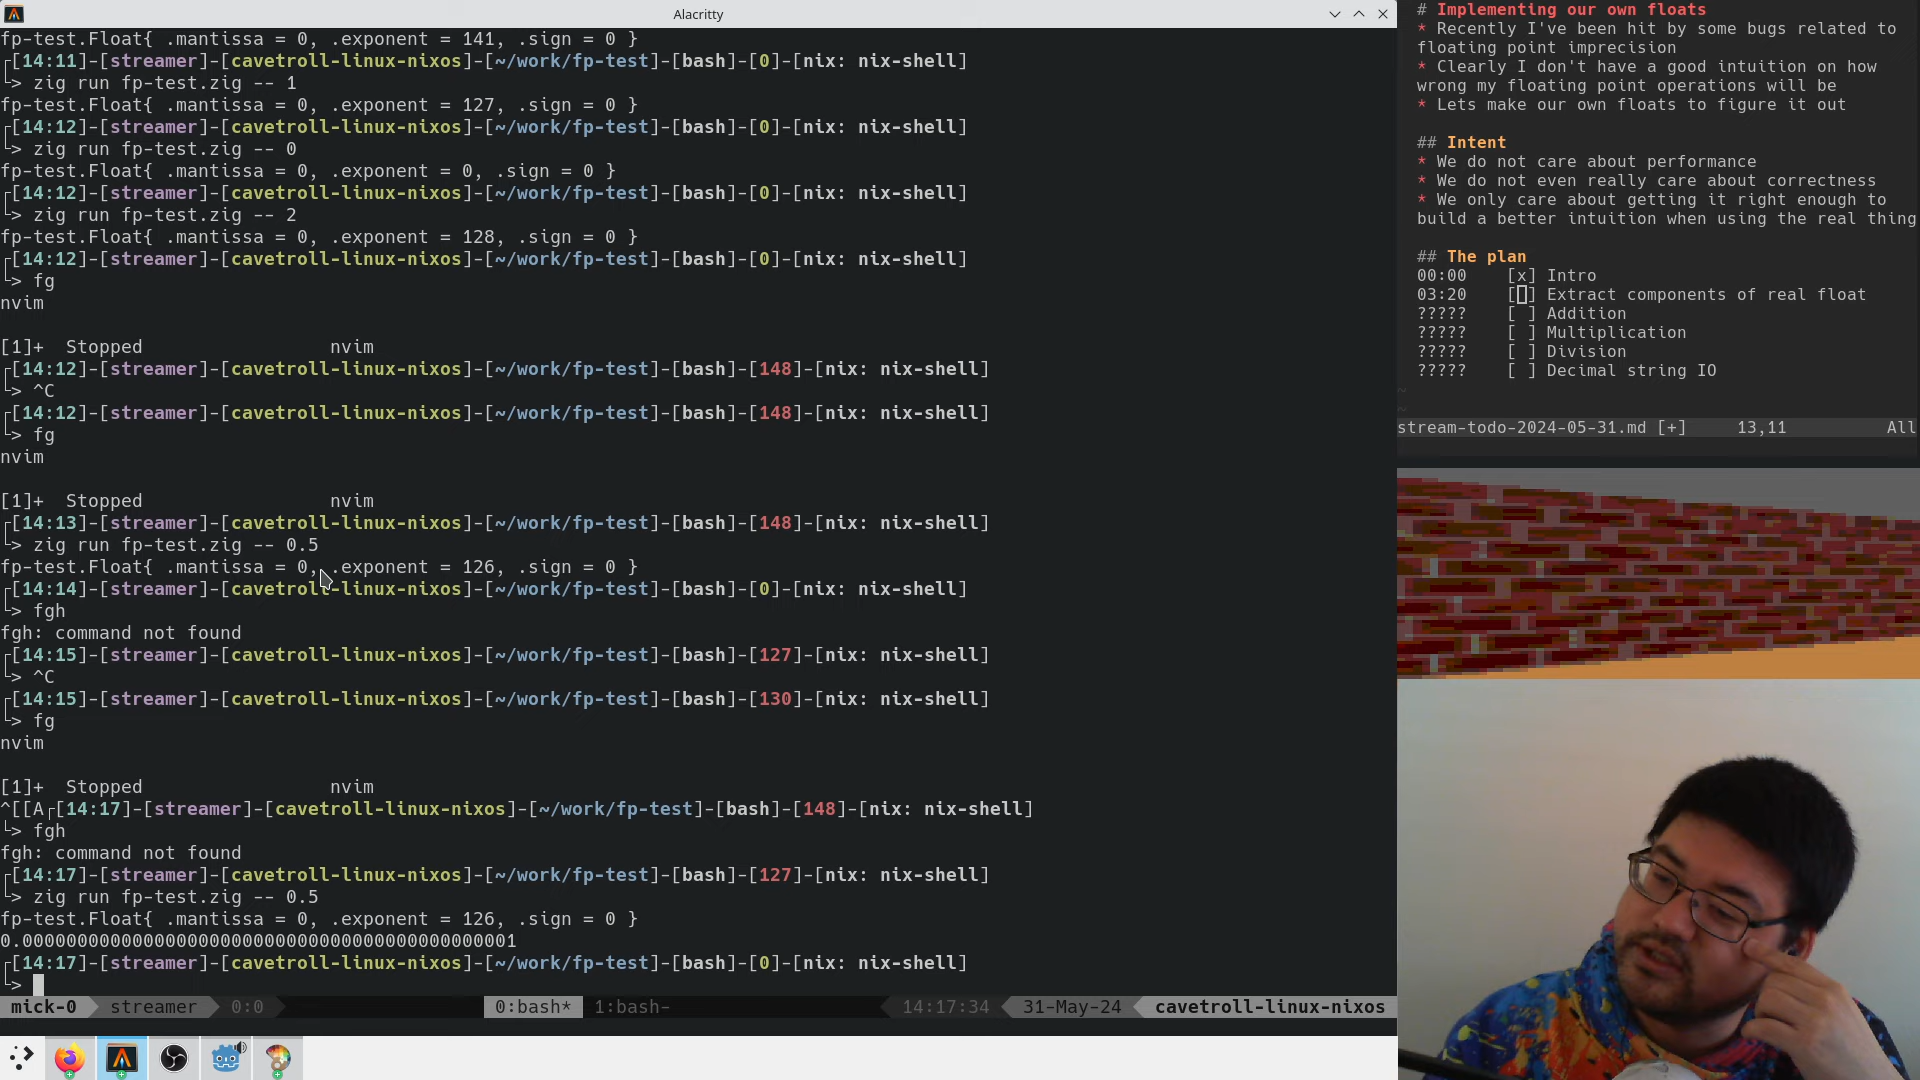 Alacritty
fp-test.Float{ .mantissa = 0, .exponent = 141, .sign = 0 }
┌[14:11]-[streamer]-[cavetroll-linux-nixos]-[~/work/fp-test]-[bash]-[0]-[nix: nix-shell]
└> zig run fp-test.zig -- 1
fp-test.Float{ .mantissa = 0, .exponent = 127, .sign = 0 }
┌[14:12]-[streamer]-[cavetroll-linux-nixos]-[~/work/fp-test]-[bash]-[0]-[nix: nix-shell]
└> zig run fp-test.zig -- 0
fp-test.Float{ .mantissa = 0, .exponent = 0, .sign = 0 }
┌[14:12]-[streamer]-[cavetroll-linux-nixos]-[~/work/fp-test]-[bash]-[0]-[nix: nix-shell]
└> zig run fp-test.zig -- 2
fp-test.Float{ .mantissa = 0, .exponent = 128, .sign = 0 }
┌[14:12]-[streamer]-[cavetroll-linux-nixos]-[~/work/fp-test]-[bash]-[0]-[nix: nix-shell]
└> fg
nvim
[1]+  Stopped                 nvim
┌[14:12]-[streamer]-[cavetroll-linux-nixos]-[~/work/fp-test]-[bash]-[148]-[nix: nix-shell]
└> ^C
┌[14:12]-[streamer]-[cavetroll-linux-nixos]-[~/work/fp-test]-[bash]-[148]-[nix: nix-shell]
└> fg
nvim
[1]+  Stopped                 nvim
┌[14:13]-[streamer]-[cavetroll-linux-nixos]-[~/work/fp-test]-[bash]-[148]-[nix: nix-shell]
└> zig run fp-test.zig -- 0.5
fp-test.Float{ .mantissa = 0, .exponent = 126, .sign = 0 }
┌[14:14]-[streamer]-[cavetroll-linux-nixos]-[~/work/fp-test]-[bash]-[0]-[nix: nix-shell]
└> fgh
fgh: command not found
┌[14:15]-[streamer]-[cavetroll-linux-nixos]-[~/work/fp-test]-[bash]-[127]-[nix: nix-shell]
└> ^C
┌[14:15]-[streamer]-[cavetroll-linux-nixos]-[~/work/fp-test]-[bash]-[130]-[nix: nix-shell]
└> fg
nvim
[1]+  Stopped                 nvim
^[[A┌[14:17]-[streamer]-[cavetroll-linux-nixos]-[~/work/fp-test]-[bash]-[148]-[nix: nix-shell]
└> fgh
fgh: command not found
┌[14:17]-[streamer]-[cavetroll-linux-nixos]-[~/work/fp-test]-[bash]-[127]-[nix: nix-shell]
└> zig run fp-test.zig -- 0.5
fp-test.Float{ .mantissa = 0, .exponent = 126, .sign = 0 }
0.000000000000000000000000000000000000000000001
┌[14:17]-[streamer]-[cavetroll-linux-nixos]-[~/work/fp-test]-[bash]-[0]-[nix: nix-shell]
└>
mick-0 streamer 0:0 0:bash* 1:bash- 14:17:34 31-May-24 cavetroll-linux-nixos
# Implementing our own floats
* Recently I've been hit by some bugs related to
floating point imprecision
* Clearly I don't have a good intuition on how
wrong my floating point operations will be
* Lets make our own floats to figure it out
## Intent
* We do not care about performance
* We do not even really care about correctness
* We only care about getting it right enough to
build a better intuition when using the real thing
## The plan
00:00    [x] Intro
03:20    [ ] Extract components of real float
?????    [ ] Addition
?????    [ ] Multiplication
?????    [ ] Division
?????    [ ] Decimal string IO
~
~
stream-todo-2024-05-31.md [+]      13,11          All